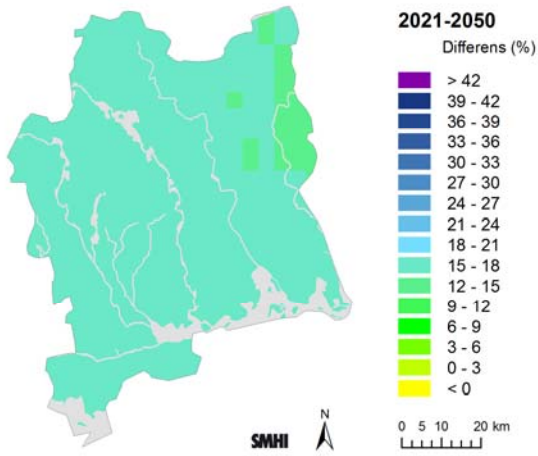 2021-2050
Differens (%)
> 42
39 - 42
36 - 39
33 - 36
30 - 33
27 - 30
24 - 27
21 - 24
18 - 21
15 - 18
12 - 15
9 - 12
6 - 9
3 - 6
0 - 3
< 0
SMHI
N
0 5 10 20 km